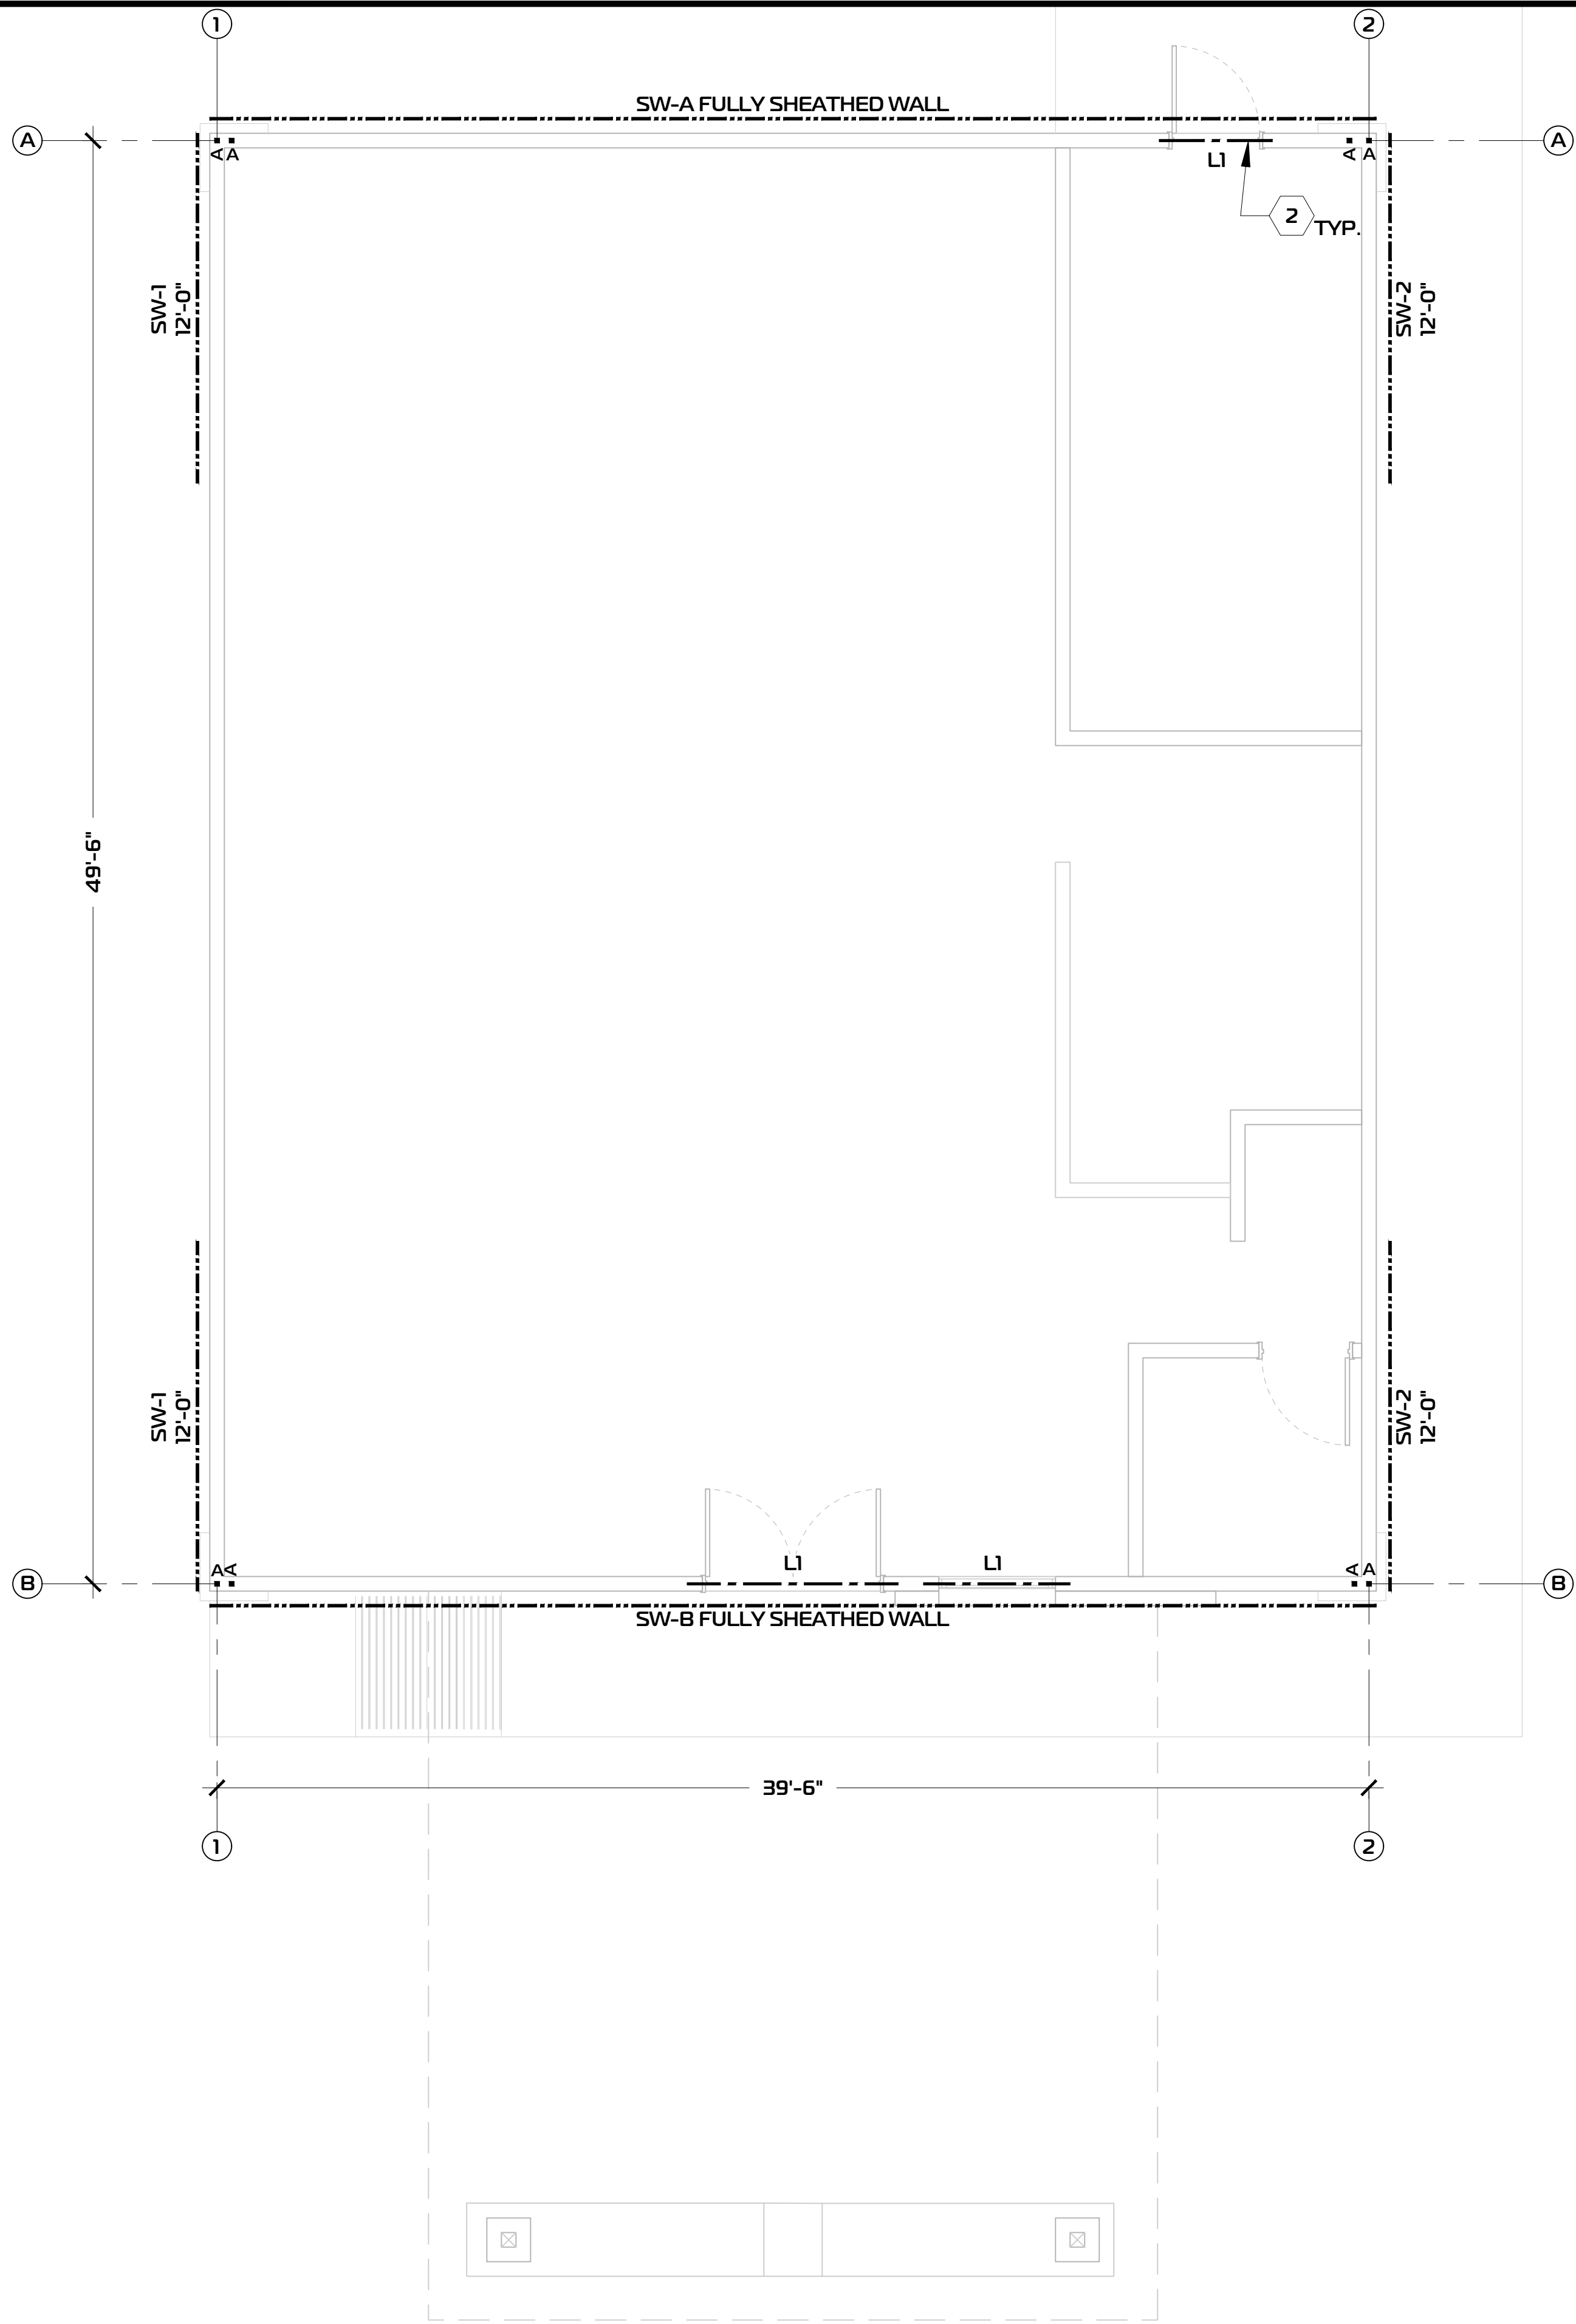 1
2
SW-A FULLY SHEATHED WALL
A
A
A A
A A
L1
2
TYP.
SW-1
12'-0"
SW-2
12'-0"
49'-6"
SW-1
12'-0"
SW-2
12'-0"
L1
L1
A A
A A
B
B
SW-B FULLY SHEATHED WALL
39'-6"
1
2